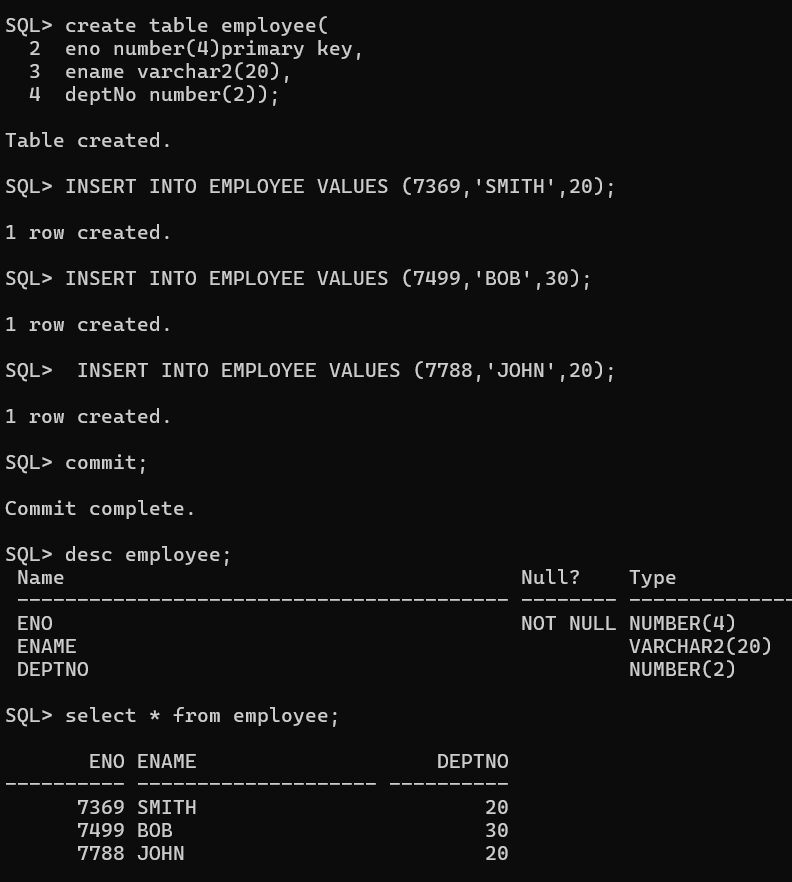 SQL> create table employee(
  2  eno number(4)primary key,
  3  ename varchar2(20),
  4  deptNo number(2));
Table created.
SQL> INSERT INTO EMPLOYEE VALUES (7369,'SMITH',20);
1 row created.
SQL> INSERT INTO EMPLOYEE VALUES (7499,'BOB',30);
1 row created.
SQL>  INSERT INTO EMPLOYEE VALUES (7788,'JOHN',20);
1 row created.
SQL> commit;
Commit complete.
SQL> desc employee;
 Name                                      Null?    Type
 ----------------------------------------- -------- --------------
 ENO                                       NOT NULL NUMBER(4)
 ENAME                                              VARCHAR2(20)
 DEPTNO                                             NUMBER(2)
SQL> select * from employee;
       ENO ENAME                    DEPTNO
---------- -------------------- ----------
      7369 SMITH                        20
      7499 BOB                          30
      7788 JOHN                         20